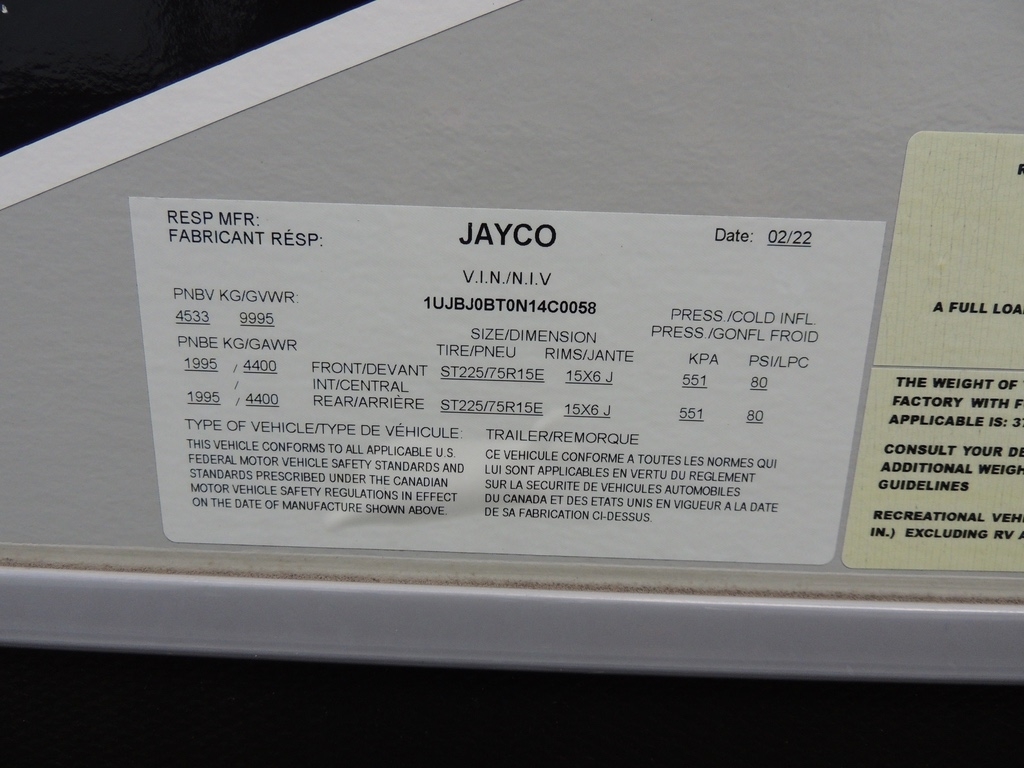 RESP MFR:
FABRICANT RÉSP:
JAYCO
Date: 02/22
V.I.N./N.I.V
1UJBJ0BT0N14C0058
PNBV KG/GVWR:
4533 9995
PNBE KG/GAWR
SIZE/DIMENSION
TIRE/PNEU RIMS/JANTE
PRESS./COLD INFL.
PRESS./GONFL FROID
KPA PSI/LPC
1995 / 4400 FRONT/DEVANT ST225/75R15E 15X6 J 551 80
/ INT/CENTRAL
1995 / 4400 REAR/ARRIÈRE ST225/75R15E 15X6 J 551 80
TYPE OF VEHICLE/TYPE DE VÉHICULE: TRAILER/REMORQUE
THIS VEHICLE CONFORMS TO ALL APPLICABLE U.S.
FEDERAL MOTOR VEHICLE SAFETY STANDARDS AND
STANDARDS PRESCRIBED UNDER THE CANADIAN
MOTOR VEHICLE SAFETY REGULATIONS IN EFFECT
ON THE DATE OF MANUFACTURE SHOWN ABOVE.
CE VEHICULE CONFORME A TOUTES LES NORMES QUI
LUI SONT APPLICABLES EN VERTU DU REGLEMENT
SUR LA SECURITE DE VEHICULES AUTOMOBILES
DU CANADA ET DES ETATS UNIS EN VIGUEUR A LA DATE
DE SA FABRICATION CI-DESSUS.
A FULL LOA
THE WEIGHT OF
FACTORY WITH F
APPLICABLE IS: 37
CONSULT YOUR
ADDITIONAL WEIGH
GUIDELINES
RECREATIONAL VEHI
IN.) EXCLUDING RV A